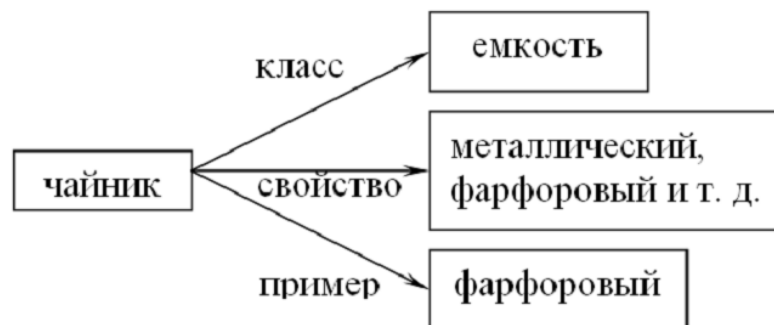 емкость
класс
металлический,
фарфоровый и т. д.
чайник
свойство
пример
фарфоровый